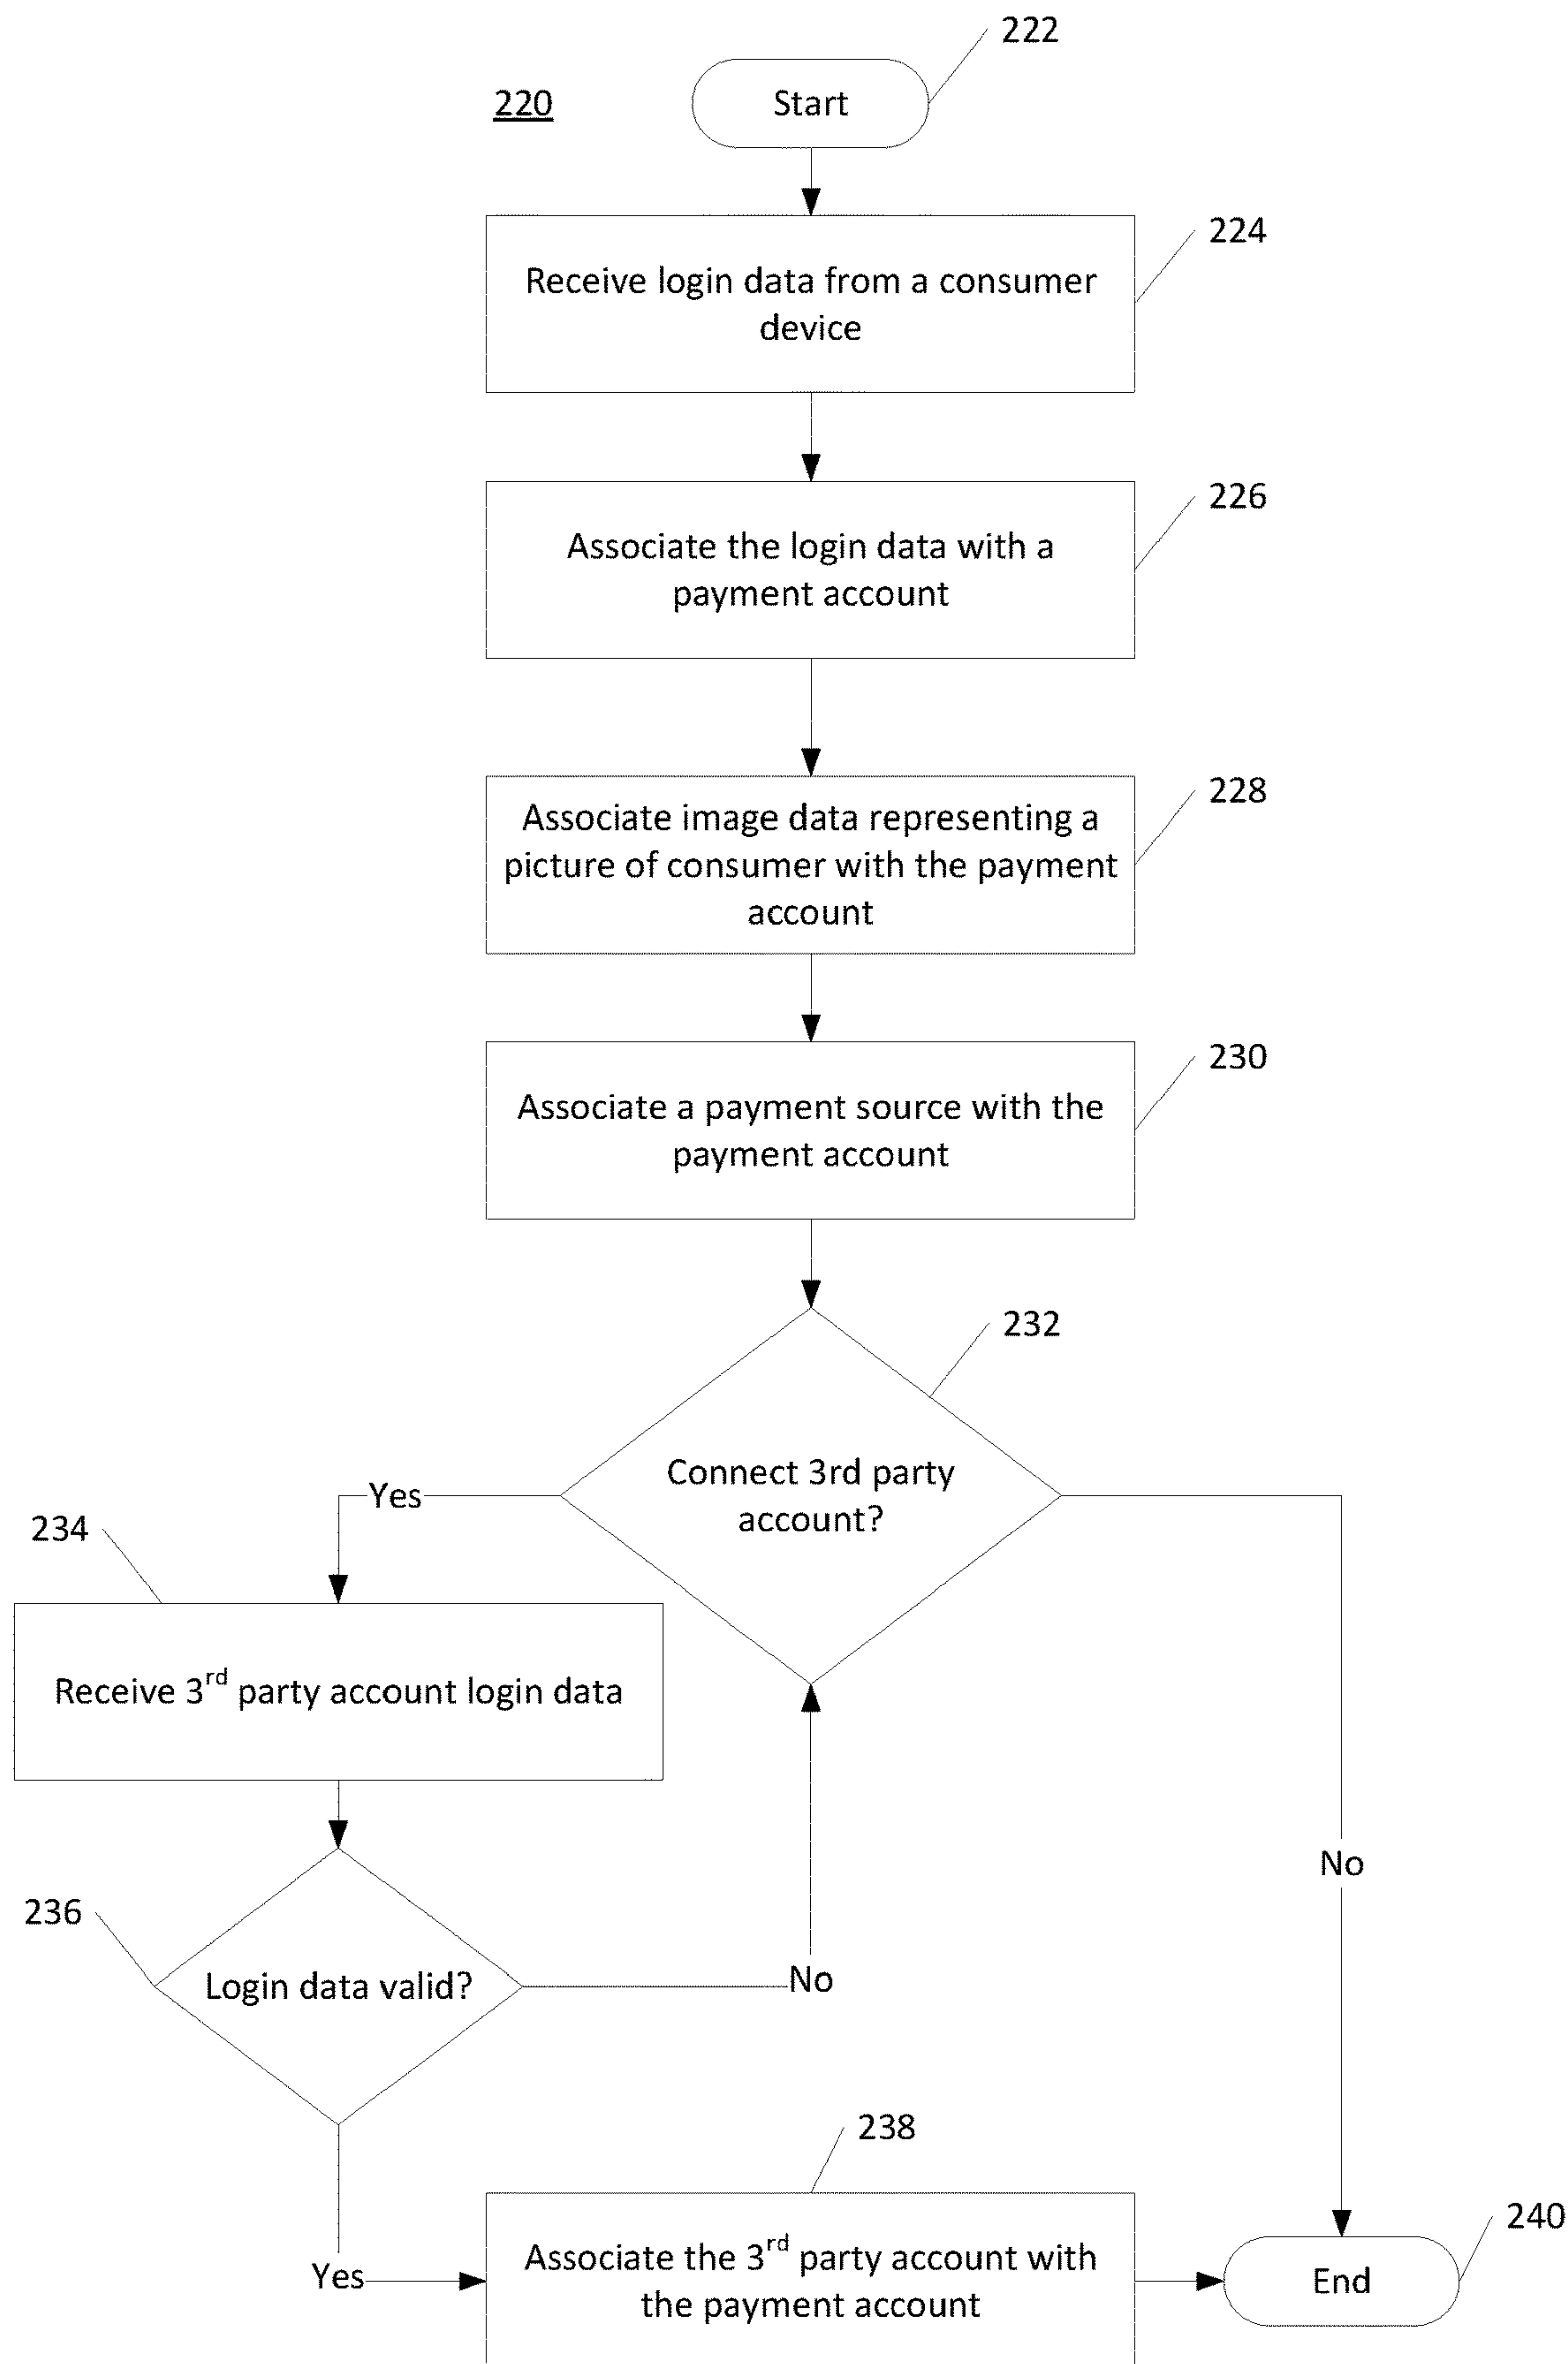 222
220
Start
224
Receive login data from a consumer
device
226
Associate the login data with a
payment account
228
Associate image data representing a
picture of consumer with the payment
account
230
Associate a payment source with the
payment account
232
Connect 3rd party
account?
Yes
234
Receive 3rd party account login data
No
236
Login data valid?
No
238
Associate the 3rd party account with
the payment account
Yes
240
End